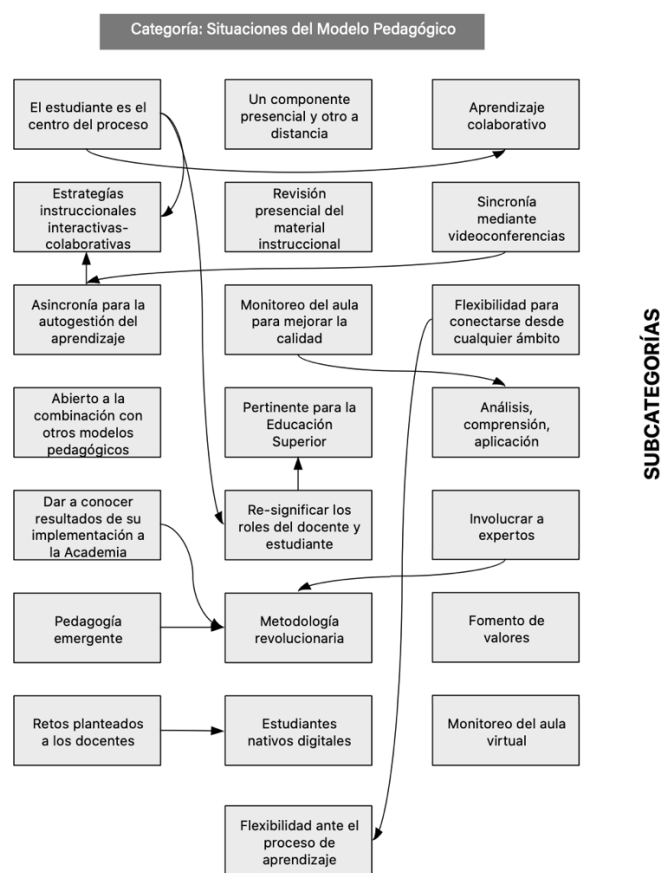 Categoría: Situaciones del Modelo Pedagógico
El estudiante es el
centro del proceso
Un componente
presencial y otro a
distancia
Aprendizaje
colaborativo
Estrategías
instruccionales
interactivas-
colaborativas
Revisión
presencial del
material
instruccional
Sincronía
mediante
videoconferencias
Asincronía para la
autogestión del
aprendizaje
Monitoreo del aula
para mejorar la
calidad
Flexibilidad para
conectarse desde
cualquier ámbito
Abierto a la
combinación con
otros modelos
pedagógicos
Pertinente para la
Educación
Superior
Análisis,
comprensión,
aplicación
Dar a conocer
resultados de su
implementación a
la Academia
Re-significar los
roles del docente y
estudiante
Involucrar a
expertos
Pedagogía
emergente
Metodología
revolucionaria
Fomento de
valores
Retos planteados
a los docentes
Estudiantes
nativos digitales
Monitoreo del aula
virtual
Flexibilidad ante el
proceso de
aprendizaje
SUBCATEGORÍAS